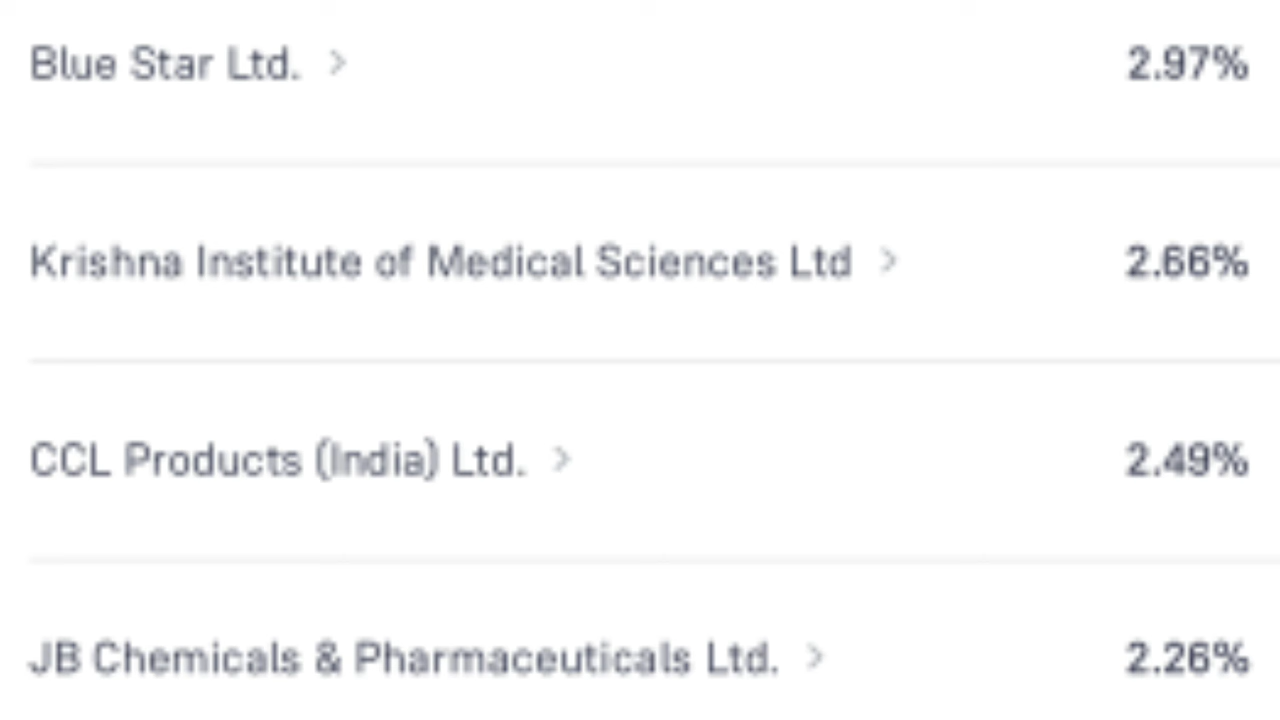 Blue Star Ltd. > 2.97%
Krishna Institute of Medical Sciences Ltd > 2.66%
CCL Products (India) Ltd. > 2.49%
JB Chemicals & Pharmaceuticals Ltd. > 2.26%